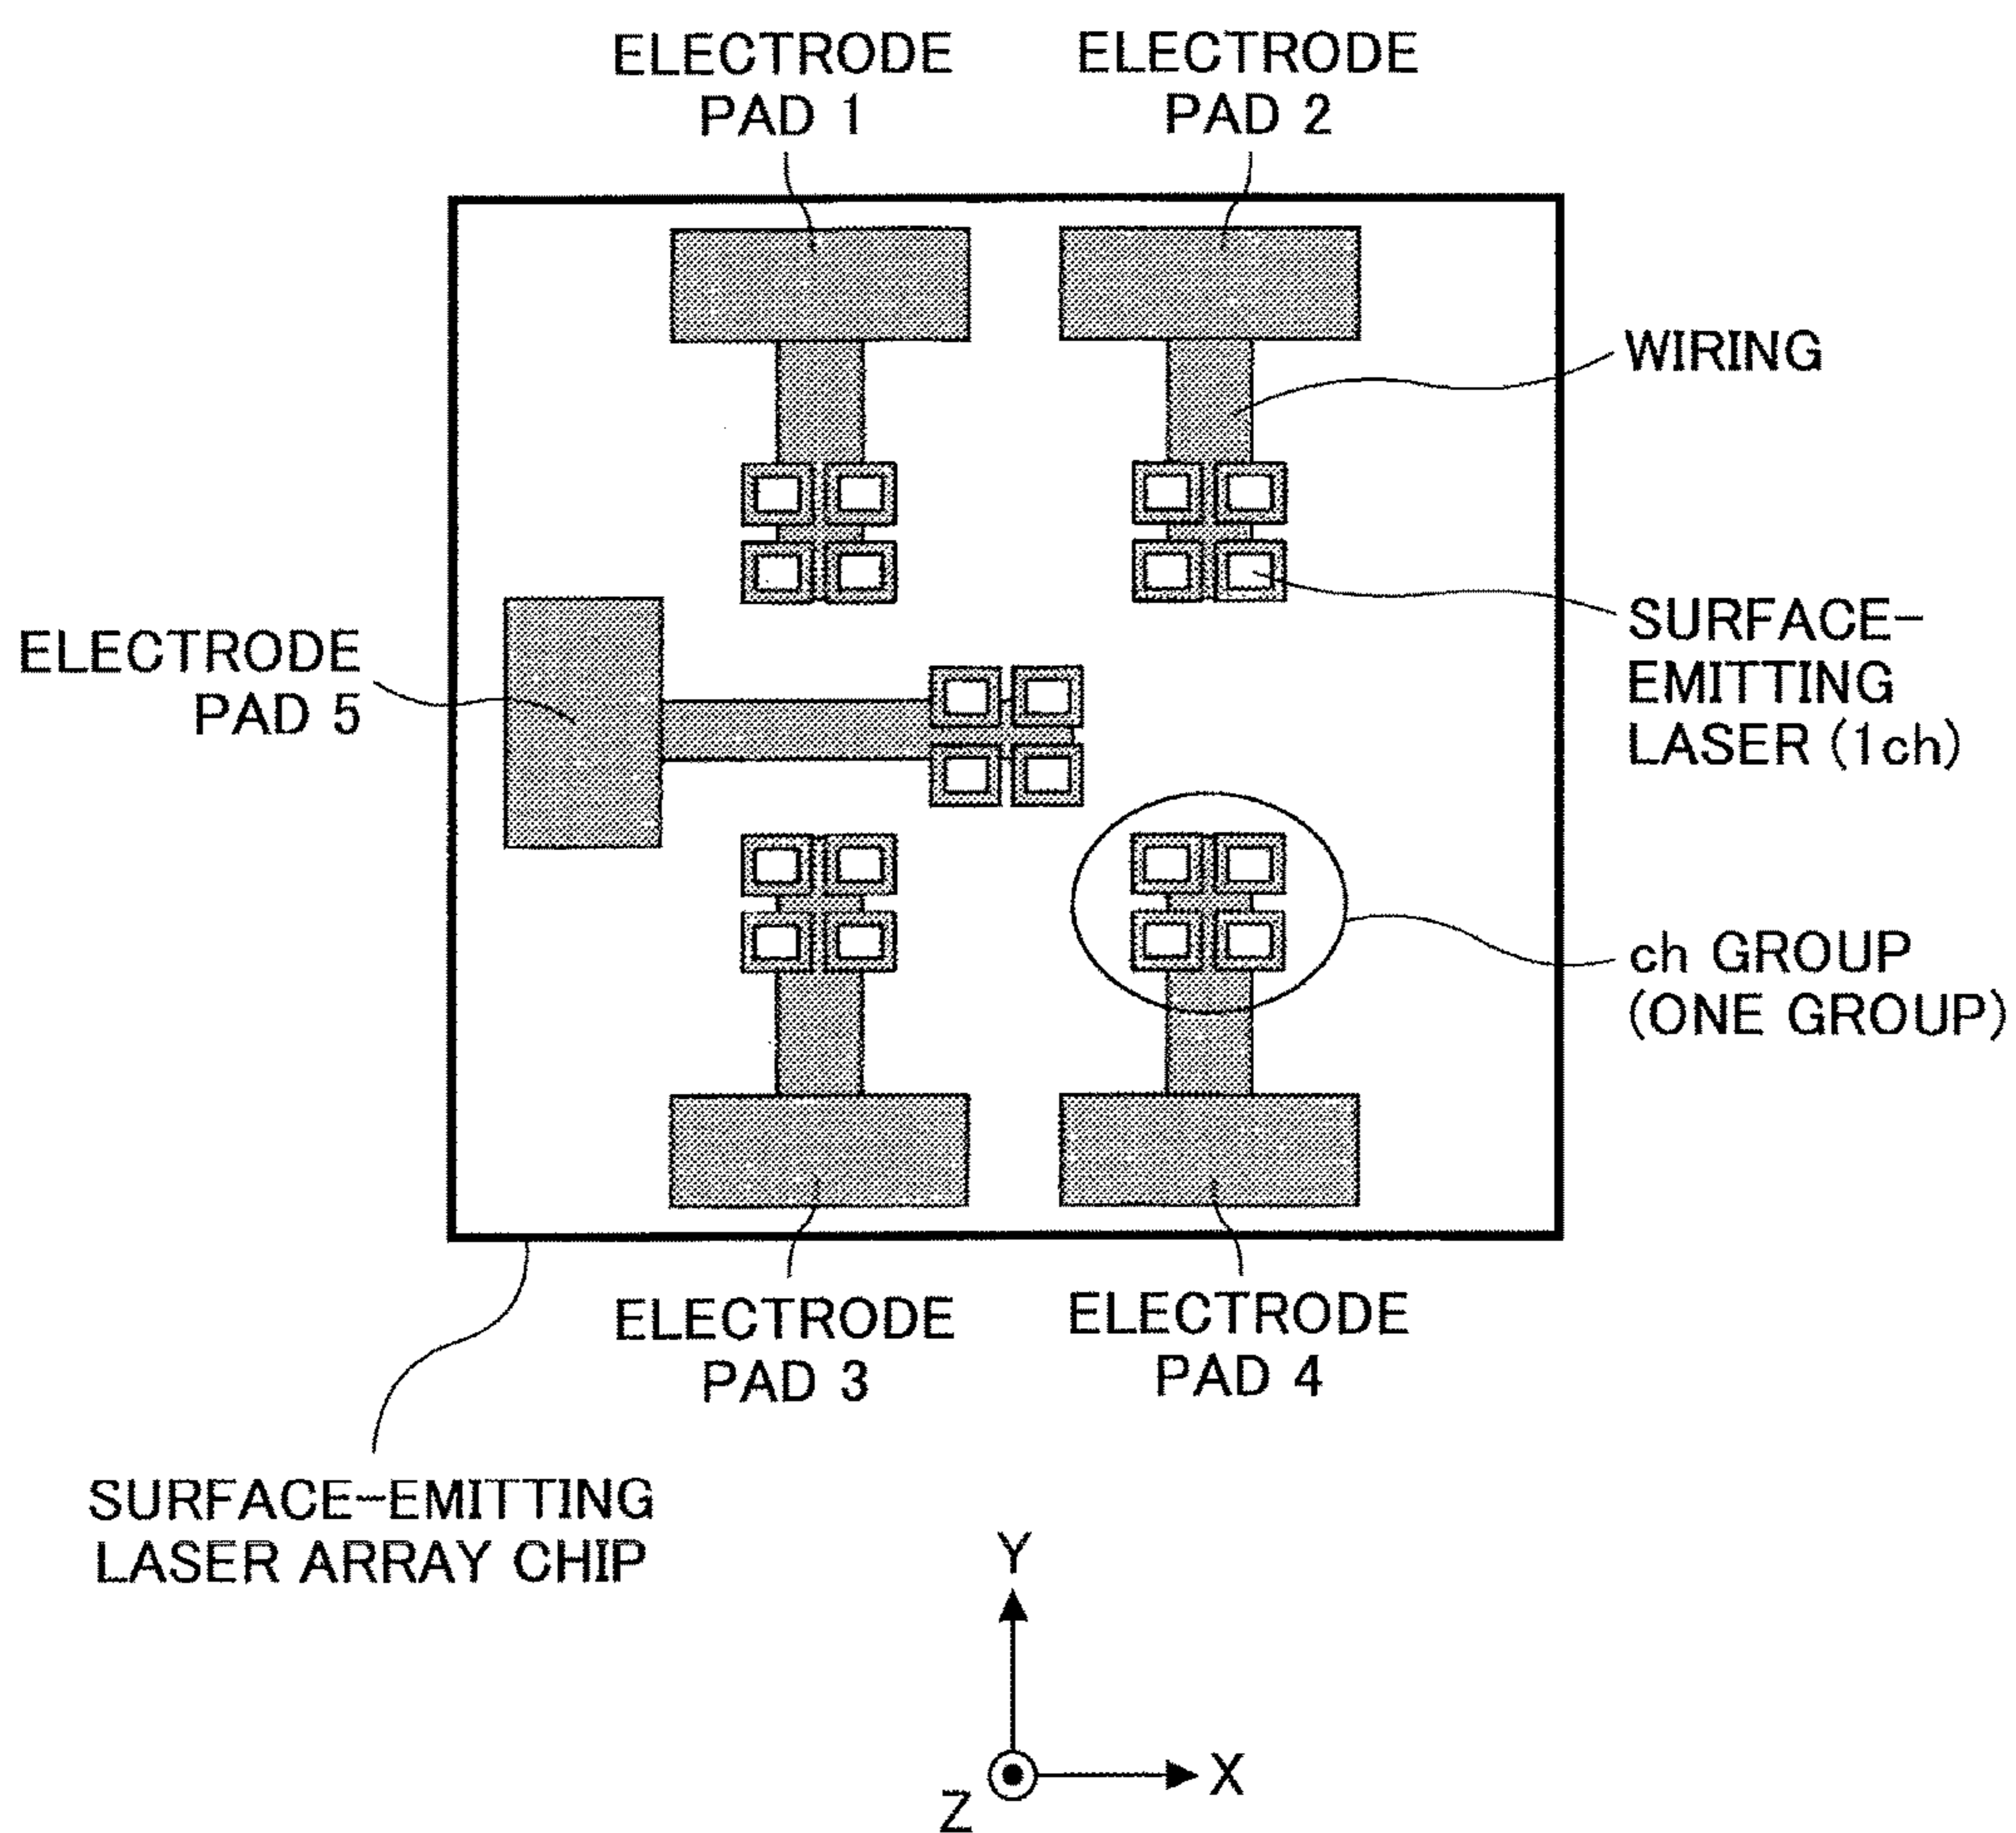 ELECTRODE
PAD 1
ELECTRODE
PAD 2
WIRING
SURFACE-
EMITTING
LASER (1ch)
ELECTRODE
PAD 5
ch GROUP
(ONE GROUP)
ELECTRODE
PAD 3
ELECTRODE
PAD 4
SURFACE-EMITTING
LASER ARRAY CHIP
Y
X
Z